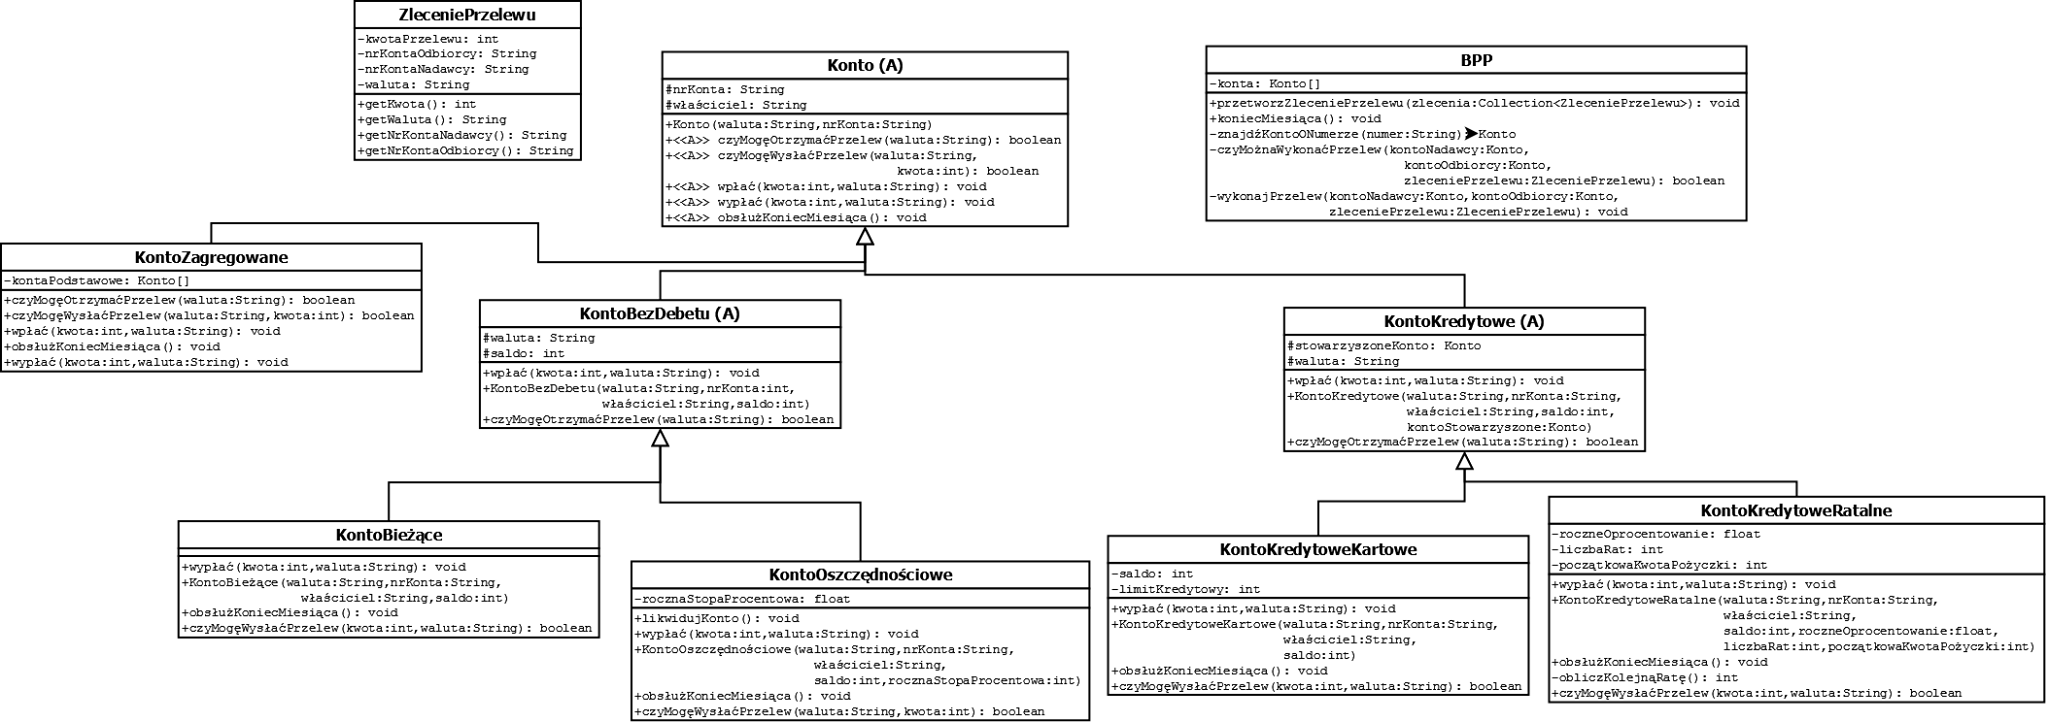 ZleceniePrzelewu
-kwotaPrzelewu: int
-nrKontaOdbiorcy: String
-nrKontaNadawcy: String
-waluta: String
+getKwota(): int
+getWaluta(): String
+getNrKontaNadawcy(): String
+getNrKontaOdbiorcy(): String
Konto (A)
#nrKonta: String
#właściciel: String
+Konto(waluta:String,nrKonta:String)
+<<A>> czyMogęOtrzymaćPrzelew(waluta:String): boolean
+<<A>> czyMogęWysłaćPrzelew(waluta:String,
kwota:int): boolean
+<<A>> wpłać(kwota:int,waluta:String): void
+<<A>> wypłać(kwota:int,waluta:String): void
+<<A>> obsłużKoniecMiesiąca(): void
BPP
-konta: Konto[]
+przetworzZleceniePrzelewu(zlecenia:Collection<ZleceniePrzelewu>): void
+koniecMiesiąca(): void
-znajdźKontoONumerze(numer:String)➤Konto
-czyMożnaWykonaćPrzelew(kontoNadawcy:Konto,
kontoOdbiorcy:Konto,
zleceniePrzelewu:ZleceniePrzelewu): boolean
-wykonajPrzelew(kontoNadawcy:Konto,kontoOdbiorcy:Konto,
zleceniePrzelewu:ZleceniePrzelewu): void
KontoZagregowane
-kontaPodstawowe: Konto[]
+czyMogęOtrzymaćPrzelew(waluta:String): boolean
+czyMogęWysłaćPrzelew(waluta:String,kwota:int): boolean
+wpłać(kwota:int,waluta:String): void
+obsłużKoniecMiesiąca(): void
+wypłać(kwota:int,waluta:String): void
KontoBezDebetu (A)
#waluta: String
#saldo: int
+wpłać(kwota:int,waluta:String): void
+KontoBezDebetu(waluta:String,nrKonta:int,
właściciel:String,saldo:int)
+czyMogęOtrzymaćPrzelew(waluta:String): boolean
KontoKredytowe (A)
#stowarzyszoneKonto: Konto
#waluta: String
+wpłać(kwota:int,waluta:String): void
+KontoKredytowe(waluta:String,nrKonta:String,
właściciel:String,saldo:int,
kontoStowarzyszone:Konto)
+czyMogęOtrzymaćPrzelew(waluta:String): boolean
KontoBieżące
+wypłać(kwota:int,waluta:String): void
+KontoBieżące(waluta:String,nrKonta:String,
właściciel:String,saldo:int)
+obsłużKoniecMiesiąca(): void
+czyMogęWysłaćPrzelew(kwota:int,waluta:String): boolean
KontoOszczędnościowe
-rocznaStopaProcentowa: float
+likwidujKonto(): void
+wypłać(kwota:int,waluta:String): void
+KontoOszczędnościowe(waluta:String,nrKonta:String,
właściciel:String,
saldo:int,rocznaStopaProcentowa:int)
+obsłużKoniecMiesiąca(): void
+czyMogęWysłaćPrzelew(waluta:String,kwota:int): boolean
KontoKredytoweKartowe
-saldo: int
-limitKredytowy: int
+wypłać(kwota:int,waluta:String): void
+KontoKredytoweKartowe(waluta:String,nrKonta:String,
właściciel:String,
saldo:int)
+obsłużKoniecMiesiąca(): void
+czyMogęWysłaćPrzelew(kwota:int,waluta:String): boolean
KontoKredytoweRatalne
-roczneOprocentowanie: float
-liczbaRat: int
-początkowaKwotaPożyczki: int
+wypłać(kwota:int,waluta:String): void
+KontoKredytoweRatalne(waluta:String,nrKonta:String,
właściciel:String,
saldo:int,roczneOprocentowanie:float,
liczbaRat:int,początkowaKwotaPożyczki:int)
+obsłużKoniecMiesiąca(): void
-obliczKolejnąRatę(): int
+czyMogęWysłaćPrzelew(kwota:int,waluta:String): boolean